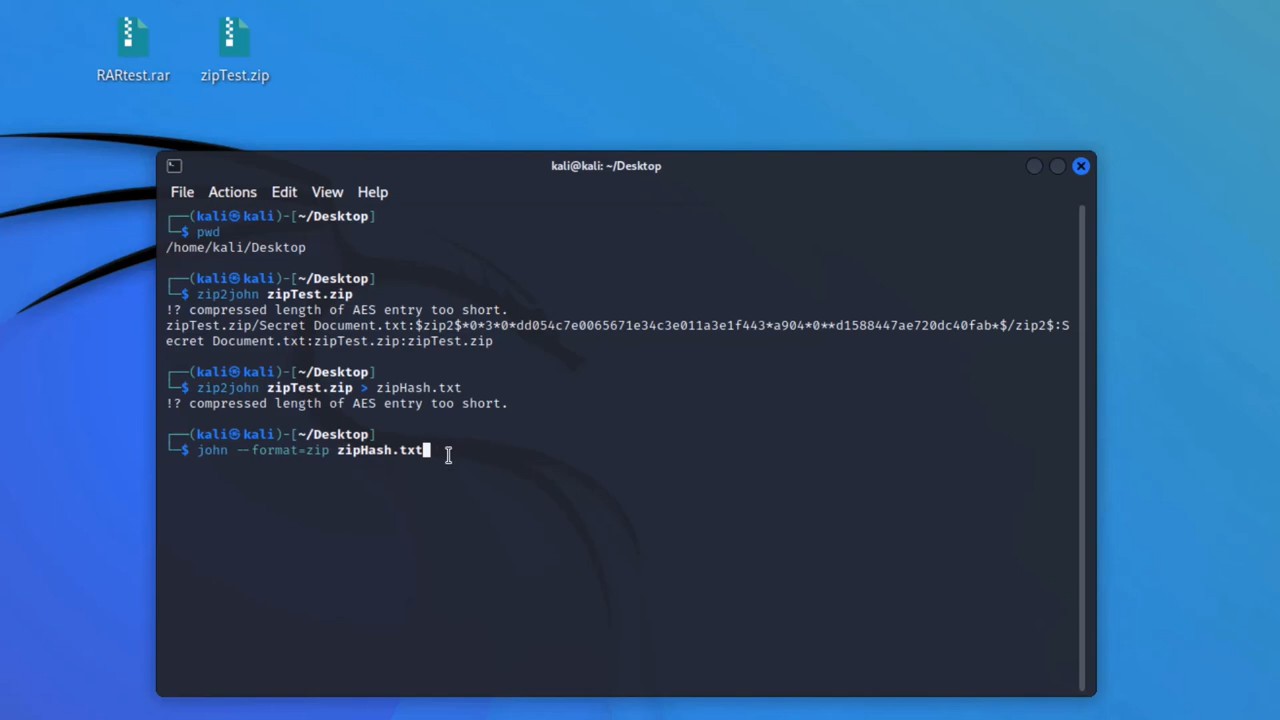 RARtest.rar zipTest.zip
kali@kali: ~/Desktop
File Actions Edit View Help
┌──(kali㉿kali)-[~/Desktop]
└─$ pwd
/home/kali/Desktop
┌──(kali㉿kali)-[~/Desktop]
└─$ zip2john zipTest.zip
!? compressed length of AES entry too short.
zipTest.zip/Secret Document.txt:$zip2$*0*3*0*dd054c7e0065671e34c3e011a3e1f443*a904*0**d1588447ae720dc40fab*$/zip2$:S
ecret Document.txt:zipTest.zip:zipTest.zip
┌──(kali㉿kali)-[~/Desktop]
└─$ zip2john zipTest.zip > zipHash.txt
!? compressed length of AES entry too short.
┌──(kali㉿kali)-[~/Desktop]
└─$ john --format=zip zipHash.txt